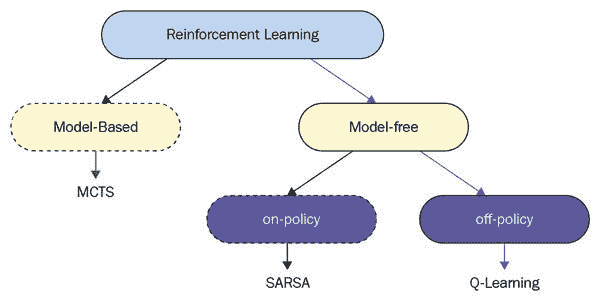 Reinforcement Learning
Model-Based
Model-free
MCTS
on-policy
off-policy
SARSA
Q-Learning